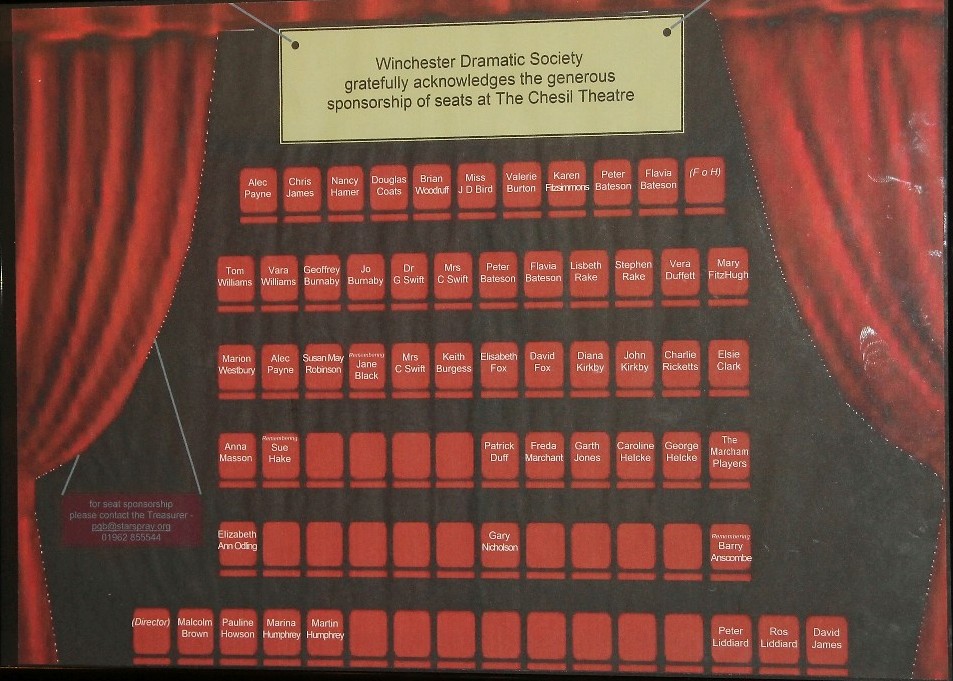 Winchester Dramatic Society
gratefully acknowledges the generous
sponsorship of seats at The Chesil Theatre
Alec
Payne
Chris
James
Nancy
Hamer
Douglas
Coats
Brian
Woodruff
Miss
J D Bird
Valerie
Burton
Karen
Fitzsimmons
Peter
Bateson
Flavia
Bateson
(F o H)
Tom
Williams
Vara
Williams
Geoffrey
Burnaby
Jo
Burnaby
Dr
G Swift
Mrs
C Swift
Peter
Bateson
Flavia
Bateson
Lisbeth
Rake
Stephen
Rake
Vera
Duffett
Mary
FitzHugh
Marion
Westbury
Alec
Payne
Susan May
Robinson
Remembering
Jane
Black
Mrs
C Swift
Keith
Burgess
Elisabeth
Fox
David
Fox
Diana
Kirkby
John
Kirkby
Charlie
Ricketts
Elsie
Clark
Anna
Masson
Remembering
Sue
Hake
Patrick
Duff
Freda
Marchant
Garth
Jones
Caroline
Helcke
George
Helcke
The
Marcham
Players
for seat sponsorship
please contact the Treasurer -
pgb@starspray.org
01962 855544
Elizabeth
Ann Odling
Gary
Nicholson
Remembering
Barry
Anscombe
(Director)
Malcolm
Brown
Pauline
Howson
Marina
Humphrey
Martin
Humphrey
Peter
Liddiard
Ros
Liddiard
David
James